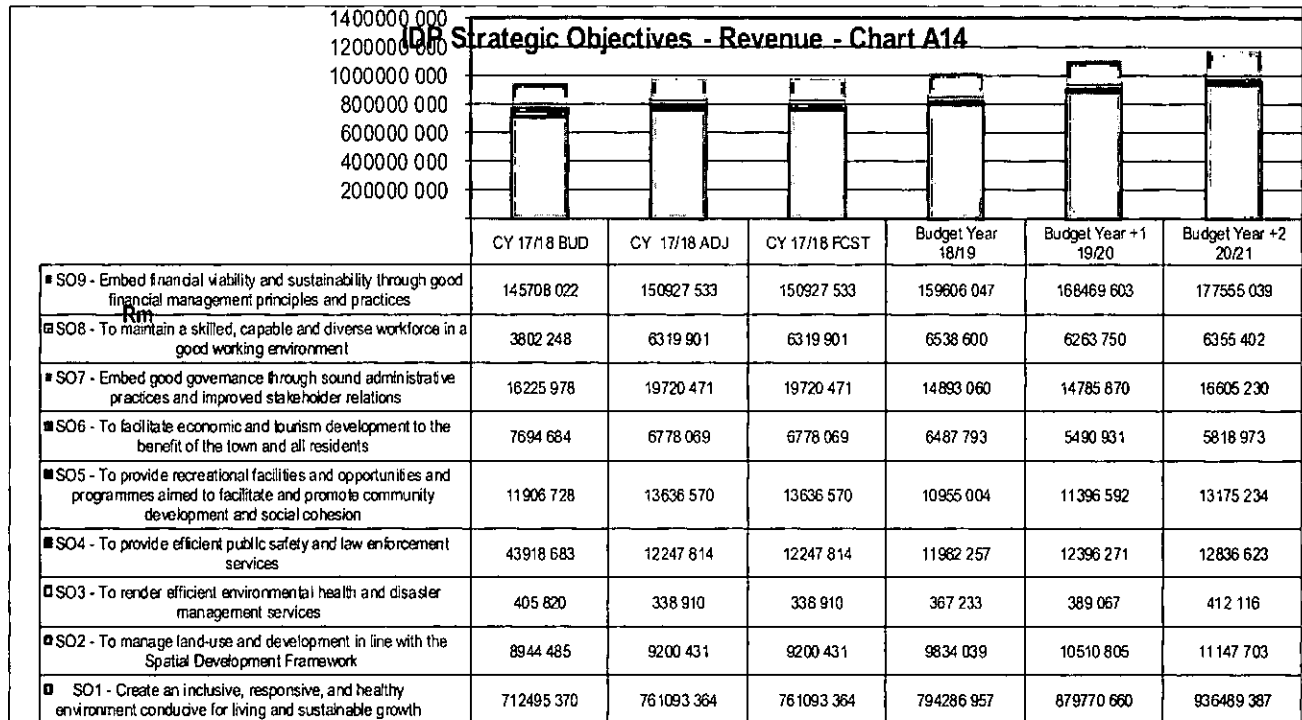 1400000 000
IDP Strategic Objectives - Revenue - Chart A14
1200000 000
1000000 000
800000 000
600000 000
400000 000
200000 000
CY 17/18 BUD CY 17/18 ADJ CY 17/18 FCST Budget Year 18/19 Budget Year +1 19/20 Budget Year +2 20/21
SO9 - Embed financial viability and sustainability through good
financial management principles and practices
145708 022 150927 533 150927 533 159606 047 168469 603 177555 039
Rm
SO8 - To maintain a skilled, capable and diverse workforce in a
good working environment
3802 248 6319 901 6319 901 6538 600 6263 750 6355 402
SO7 - Embed good governance through sound administrative
practices and improved stakeholder relations
16225 978 19720 471 19720 471 14893 060 14785 870 16605 230
SO6 - To facilitate economic and tourism development to the
benefit of the town and all residents
7694 684 6778 069 6778 069 6487 793 5490 931 5818 973
SO5 - To provide recreational facilities and opportunities and
programmes aimed to facilitate and promote community
development and social cohesion
11906 728 13636 570 13636 570 10955 004 11396 592 13175 234
SO4 - To provide efficient public safety and law enforcement
services
43918 683 12247 814 12247 814 11982 257 12396 271 12836 623
SO3 - To render efficient environmental health and disaster
management services
405 820 338 910 338 910 367 233 389 067 412 116
SO2 - To manage land-use and development in line with the
Spatial Development Framework
8944 485 9200 431 9200 431 9834 039 10510 805 11147 703
SO1 - Create an inclusive, responsive, and healthy
environment conducive for living and sustainable growth
712495 370 761093 364 761093 364 794286 957 879770 660 936489 387